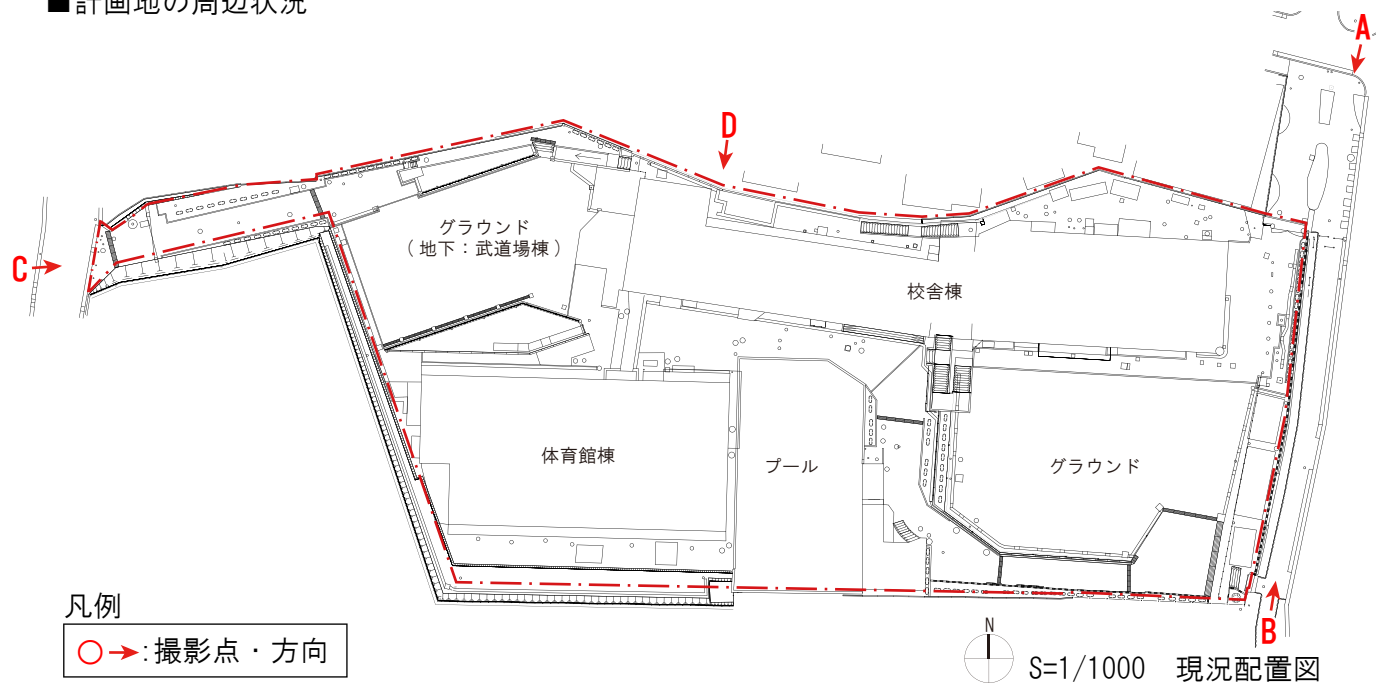 ■計画地の周辺状況
A
D
グラウンド
(地下：武道場棟)
C
校舎棟
体育館棟
プール
グラウンド
凡例
○→:撮影点・方向
N
B
S=1/1000 現況配置図